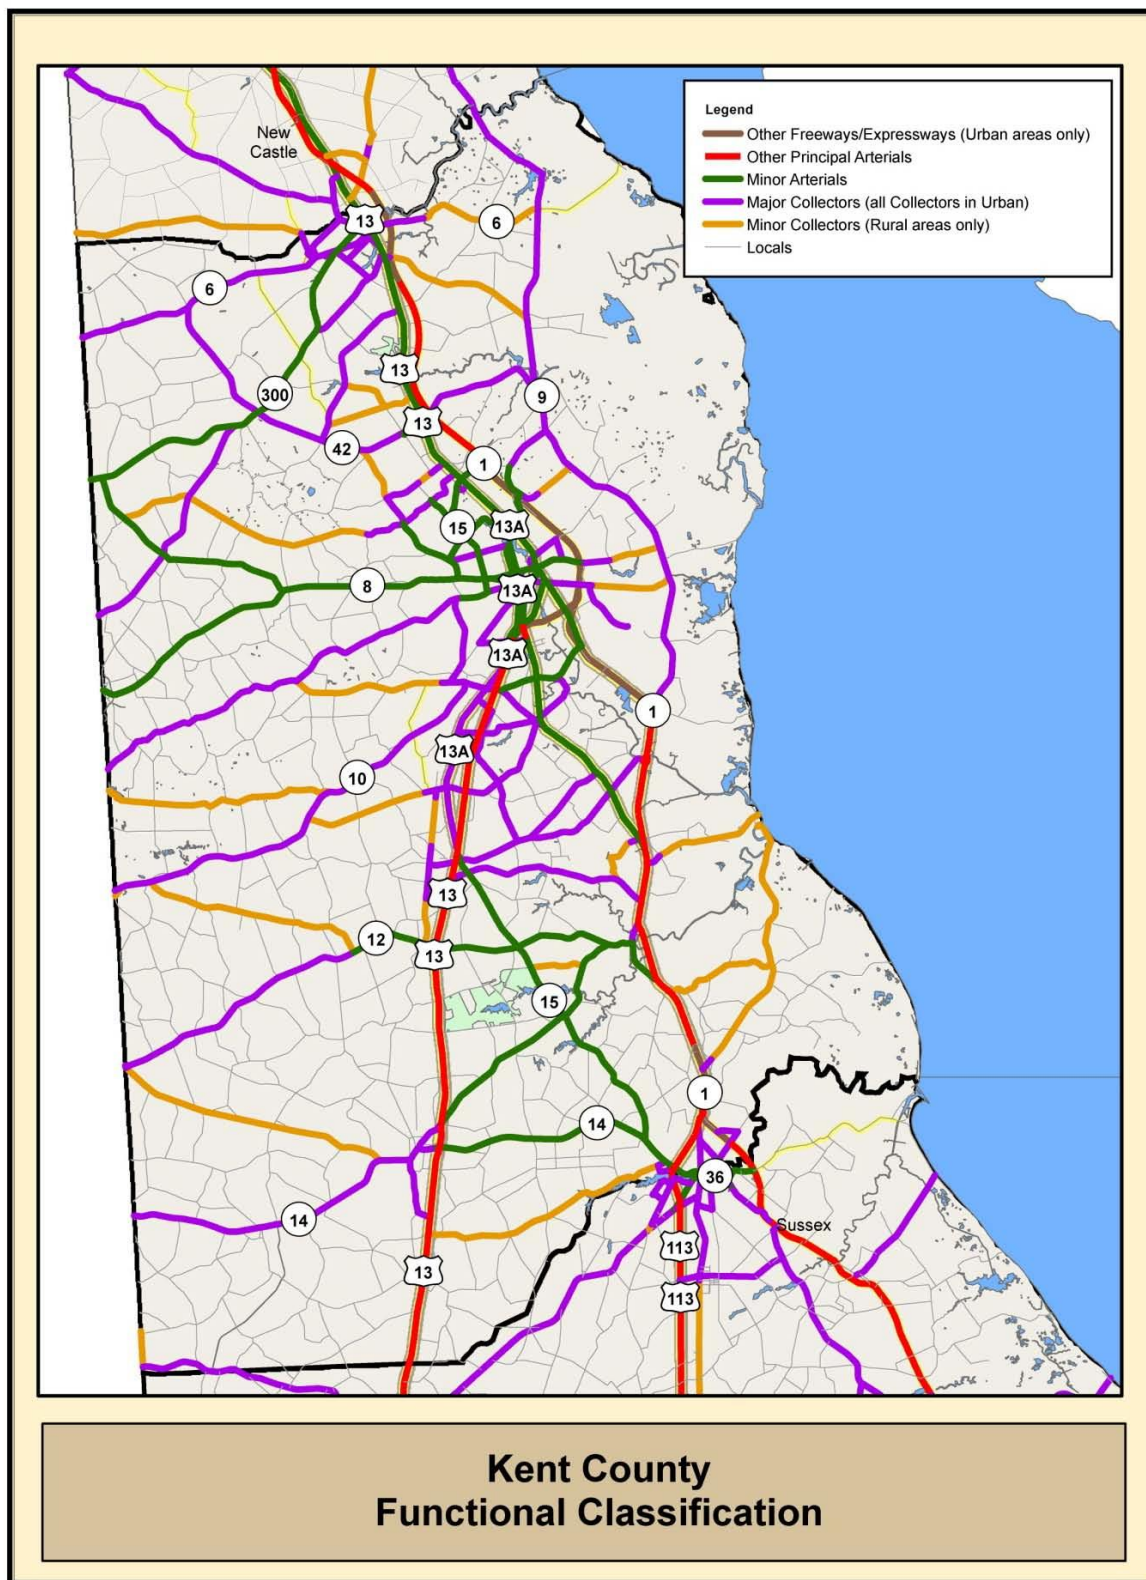 Legend
Other Freeways/Expressways (Urban areas only)
Other Principal Arterials
Minor Arterials
Major Collectors (all Collectors in Urban)
Minor Collectors (Rural areas only)
Locals
New
Castle
13
6
6
13
300
9
13
42
1
15
13A
8
13A
13A
1
13A
10
13
12
13
15
1
14
36
14
Sussex
113
13
113
Kent County
Functional Classification